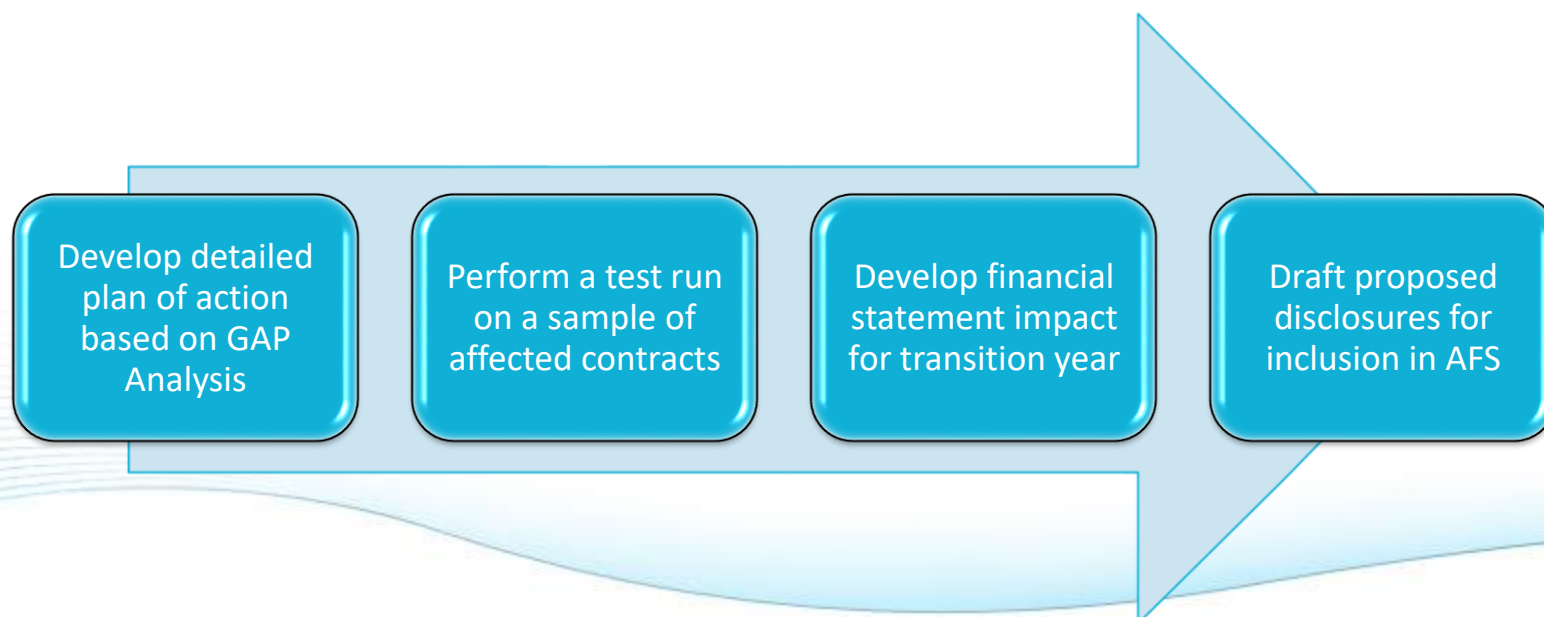 Develop detailed
plan of action
based on GAP
Analysis
Perform a test run
on a sample of
affected contracts
Develop financial
statement impact
for transition year
Draft proposed
disclosures for
inclusion in AFS